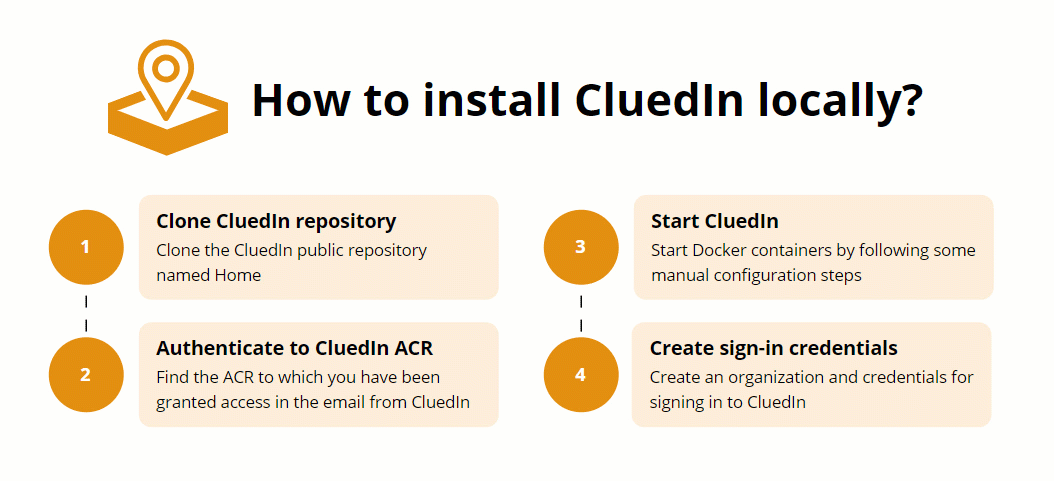 How to install CluedIn locally?
1
Clone CluedIn repository
Clone the CluedIn public repository
named Home
2
Authenticate to CluedIn ACR
Find the ACR to which you have been
granted access in the email from CluedIn
3
Start CluedIn
Start Docker containers by following some
manual configuration steps
4
Create sign-in credentials
Create an organization and credentials for
signing in to CluedIn